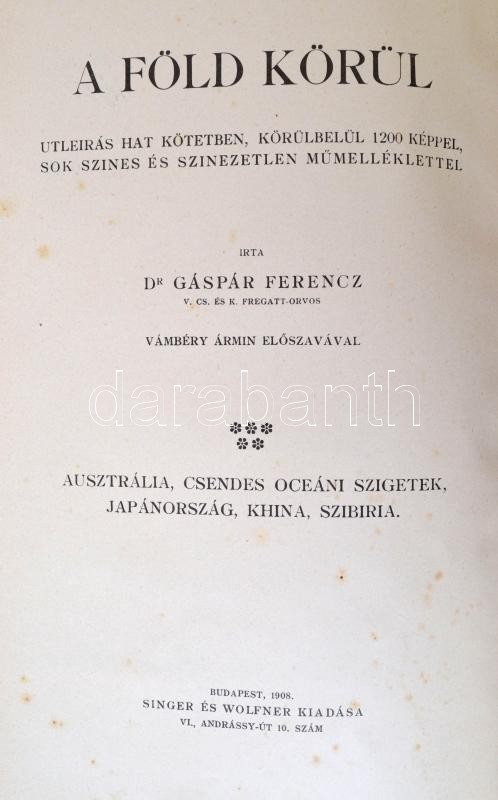 A FÖLD KÖRÜL
UTLEIRÁS HAT KÖTETBEN, KÖRÜLBELÜL 1200 KÉPPEL,
SOK SZINES ÉS SZINEZETLEN MŰMELLÉKLETTEL
IRTA
DR GÁSPÁR FERENCZ
V. CS. ÉS K. FREGATT-ORVOS
VÁMBÉRY ÁRMIN ELŐSZAVÁVAL
darabanth
AUSZTRÁLIA, CSENDES OCEÁNI SZIGETEK,
JAPÁNORSZÁG, KHINA, SZIBIRIA.
BUDAPEST, 1908.
SINGER ÉS WOLFNER KIADÁSA
VI., ANDRÁSSY-ÚT 10. SZÁM